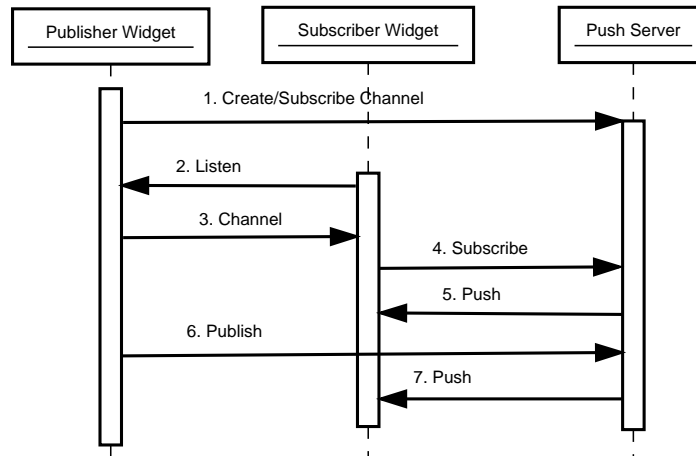 Publisher Widget
Subscriber Widget
Push Server
1. Create/Subscribe Channel
2. Listen
3. Channel
4. Subscribe
5. Push
6. Publish
7. Push